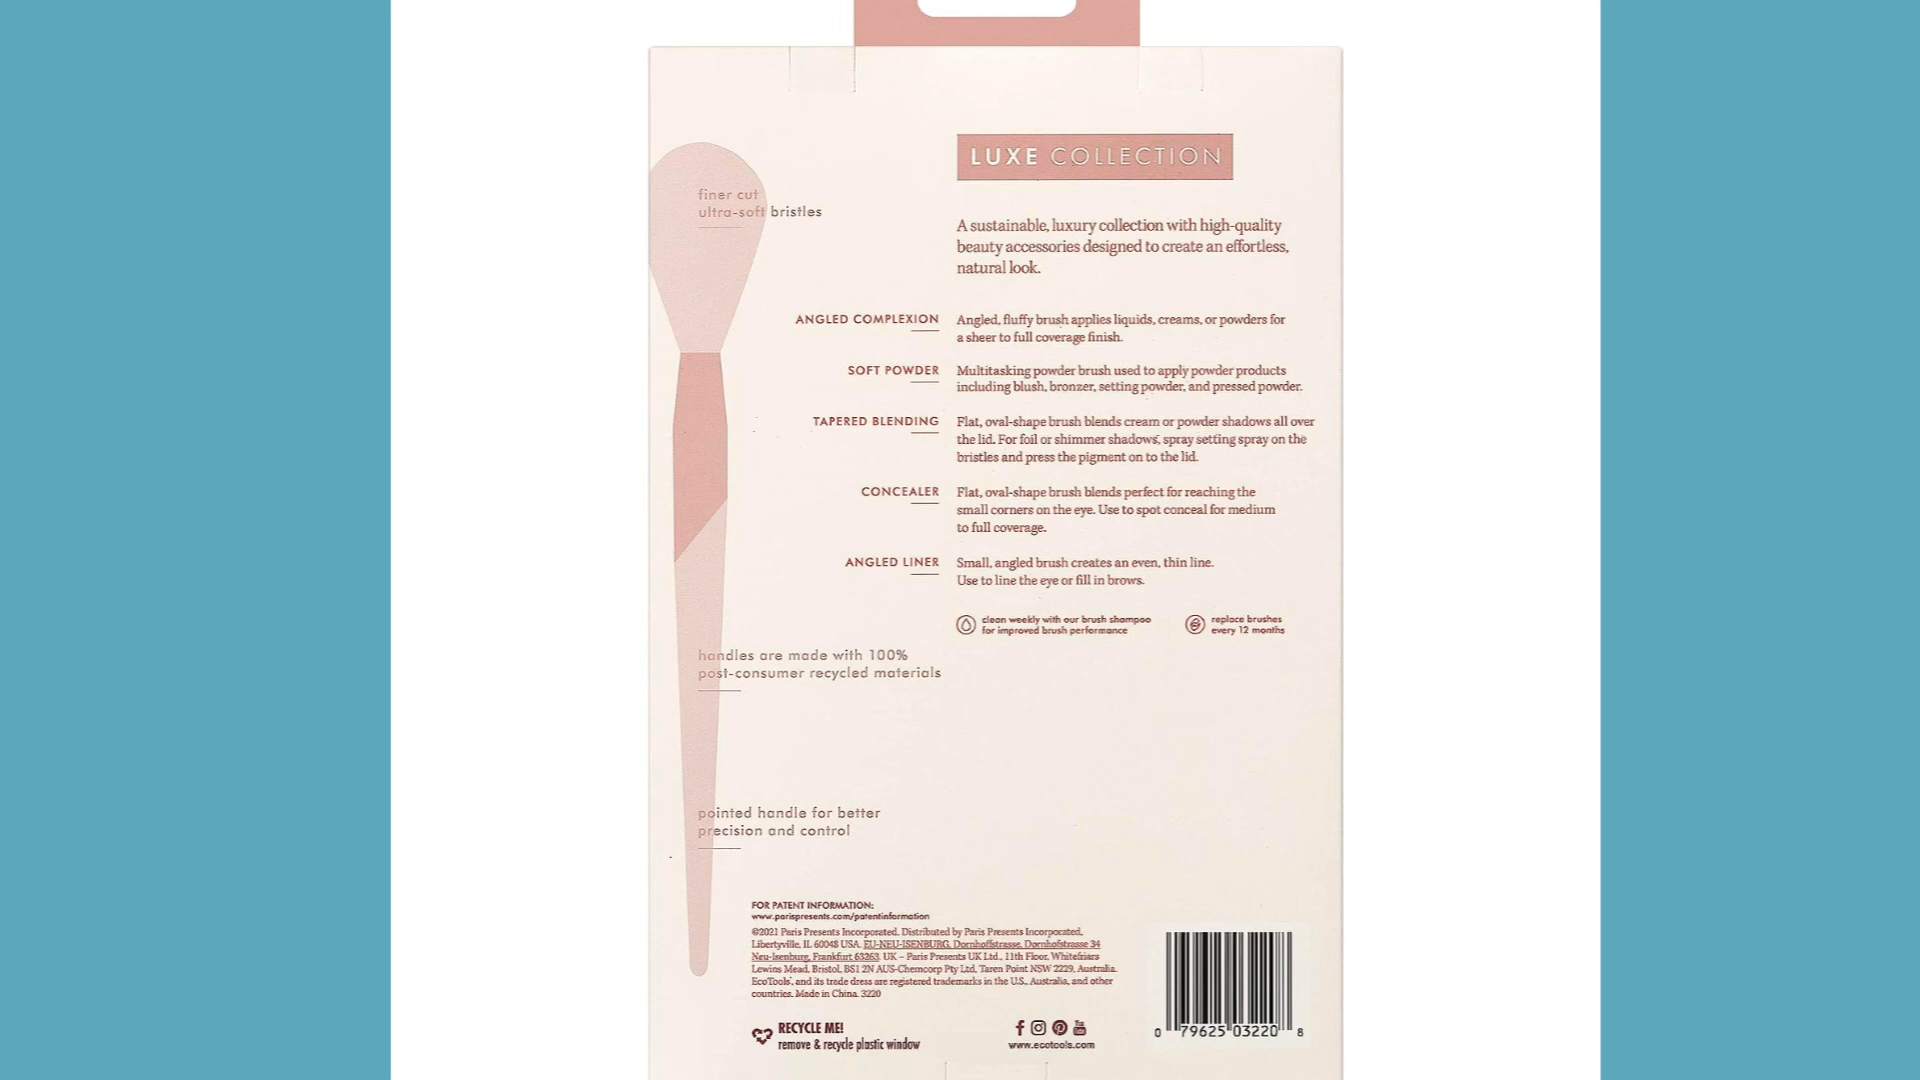 LUXE COLLECTION
finer cut
ultra-soft bristles
A sustainable, luxury collection with high-quality
beauty accessories designed to create an effortless,
natural look.
ANGLED COMPLEXION
Angled, fluffy brush applies liquids, creams, or powders for
a sheer to full coverage finish.
SOFT POWDER
Multitasking powder brush used to apply powder products
including blush, bronzer, setting powder, and pressed powder.
TAPERED BLENDING
Flat, oval-shape brush blends cream or powder shadows all over
the lid. For foil or shimmer shadows, spray setting spray on the
bristles and press the pigment on to the lid.
CONCEALER
Flat, oval-shape brush blends perfect for reaching the
small corners on the eye. Use to spot conceal for medium
to full coverage.
ANGLED LINER
Small, angled brush creates an even, thin line.
Use to line the eye or fill in brows.
clean weekly with our brush shampoo
for improved brush performance
replace brushes
every 12 months
handles are made with 100%
post-consumer recycled materials
pointed handle for better
precision and control
FOR PATENT INFORMATION:
www.parispresents.com/patentinformation
©2021 Paris Presents Incorporated. Distributed by Paris Presents Incorporated,
Libertyville, IL 60048 USA. EU-NEU-ISENBURG, Dornhoffstrasse, Dornhofstrasse 34
Neu-Isenburg, Frankfurt 63263. UK – Paris Presents UK Ltd., 11th Floor, Whitefriars
Lewins Mead, Bristol, BS1 2N AUS-Chemcorp Pty Ltd, Taren Point NSW 2229, Australia.
EcoTools, and its trade dress are registered trademarks in the U.S., Australia, and other
countries. Made in China. 3220
RECYCLE ME!
remove & recycle plastic window
www.ecotools.com
0 79625 03220 8